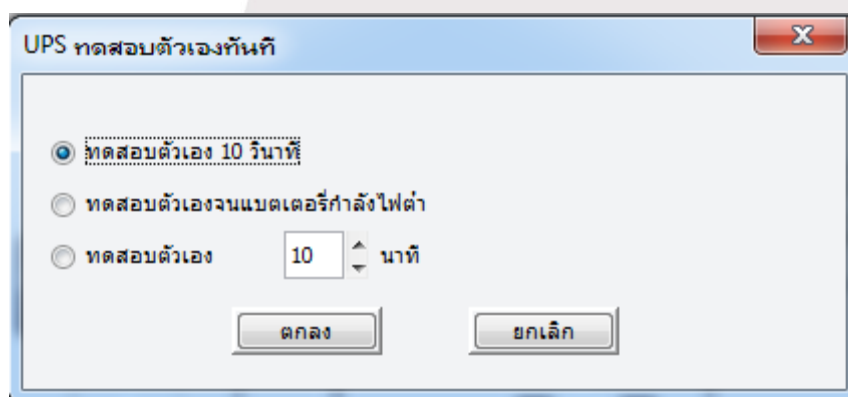 UPS ทดสอบตัวเองทันที
ทดสอบตัวเอง 10 วินาที
ทดสอบตัวเองจนแบตเตอรี่กำลังไฟต่ำ
ทดสอบตัวเอง 10 นาที
ตกลง ยกเลิก